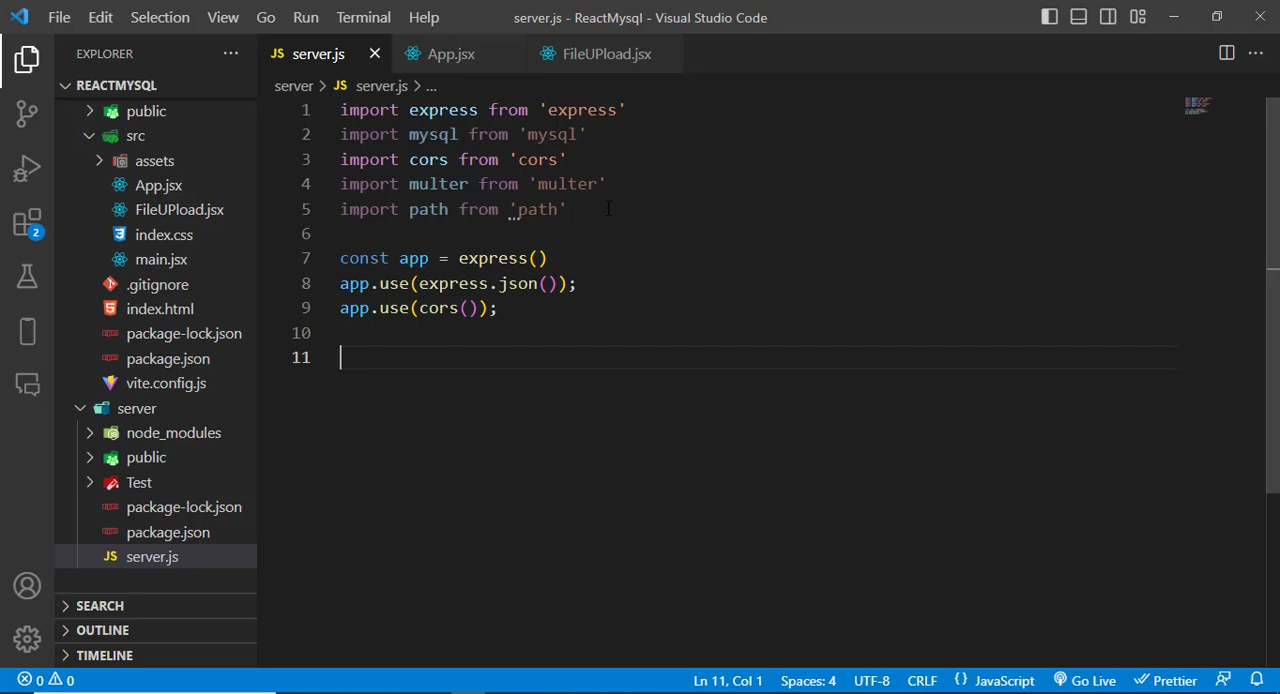 File Edit Selection View Go Run Terminal Help server.js - ReactMysql - Visual Studio Code
EXPLORER
JS server.js App.jsx FileUPload.jsx
REACTMYSQL
server > JS server.js > ...
public
src
assets
App.jsx
FileUPload.jsx
index.css
main.jsx
.gitignore
index.html
package-lock.json
package.json
vite.config.js
server
node_modules
public
Test
package-lock.json
package.json
JS server.js
SEARCH
OUTLINE
TIMELINE
2
1 import express from 'express'
2 import mysql from 'mysql'
3 import cors from 'cors'
4 import multer from 'multer'
5 import path from 'path'
6
7 const app = express()
8 app.use(express.json());
9 app.use(cors());
10
11
0 0 Ln 11, Col 1 Spaces: 4 UTF-8 CRLF {} JavaScript Go Live Prettier